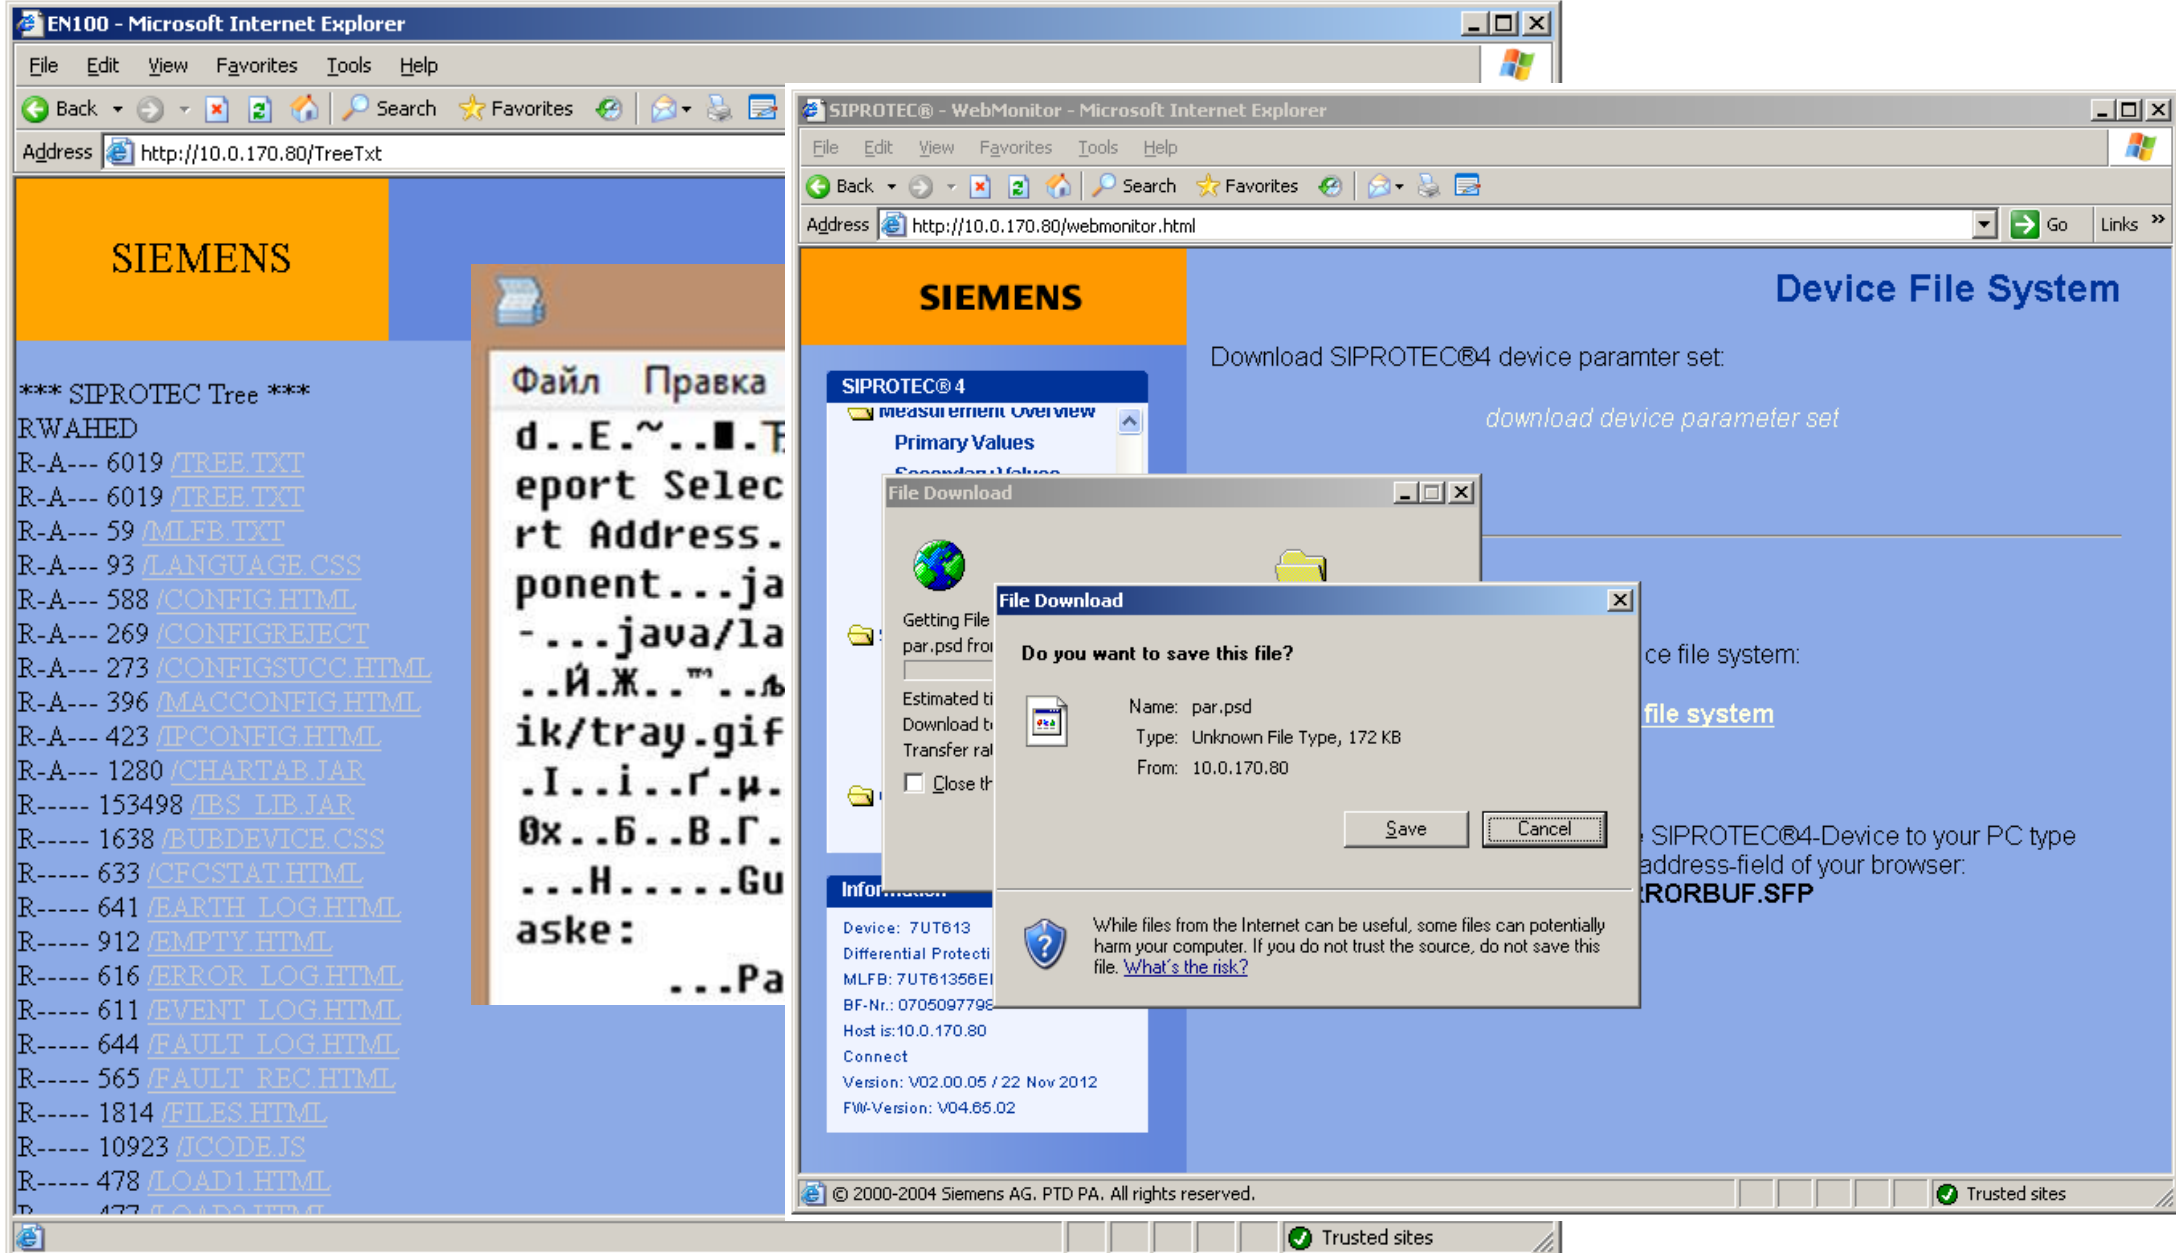 EN100 - Microsoft Internet Explorer
File Edit View Favorites Tools Help
Back Search Favorites
Address http://10.0.170.80/TreeTxt
SIEMENS
*** SIPROTEC Tree ***
RWAHED
R-A--- 6019 /TREE.TXT
R-A--- 6019 /TREE.TXT
R-A--- 59 /MLFB.TXT
R-A--- 93 /LANGUAGE.CSS
R-A--- 588 /CONFIG.HTML
R-A--- 269 /CONFIGREJECT
R-A--- 273 /CONFIGSUCC.HTML
R-A--- 396 /MACCONFIG.HTML
R-A--- 423 /IPCONFIG.HTML
R-A--- 1280 /CHARTAB.JAR
R----- 153498 /IBS_LIB.JAR
R----- 1638 /BUBDEVICE.CSS
R----- 633 /CFCSTAT.HTML
R----- 641 /EARTH_LOG.HTML
R----- 912 /EMPTY.HTML
R----- 616 /ERROR_LOG.HTML
R----- 611 /EVENT_LOG.HTML
R----- 644 /FAULT_LOG.HTML
R----- 565 /FAULT_REC.HTML
R----- 1814 /FILES.HTML
R----- 10923 /JCODE.JS
R----- 478 /LOAD1.HTML
R----- 477 /LOAD2.HTML
Trusted sites
Файл Правка
d..E.~..■.Ђ
eport Selec
rt Address.
ponent...ja
-...java/la
..Й.Ж..™..љ
ik/tray.gif
.І..і..ґ.µ.
0x..Б..В.Г.
...Н.....Gu
aske:
...Pa
SIPROTEC® - WebMonitor - Microsoft Internet Explorer
File Edit View Favorites Tools Help
Back Search Favorites
Address http://10.0.170.80/webmonitor.html Go Links »
SIEMENS
SIPROTEC® 4
Measurement Overview
Primary Values
Secondary Values
Device File System
Download SIPROTEC®4 device paramter set:
download device parameter set
ce file system:
file system
SIPROTEC®4-Device to your PC type
address-field of your browser:
RORBUF.SFP
File Download
Getting File
par.psd fro
Estimated ti
Download t
Transfer ra
Close th
File Download
Do you want to save this file?
Name: par.psd
Type: Unknown File Type, 172 KB
From: 10.0.170.80
Save Cancel
While files from the Internet can be useful, some files can potentially
harm your computer. If you do not trust the source, do not save this
file. What's the risk?
Information
Device: 7UT613
Differential Protecti
MLFB: 7UT61356E
BF-Nr.: 0705097798
Host is:10.0.170.80
Connect
Version: V02.00.05 / 22 Nov 2012
FW-Version: V04.65.02
© 2000-2004 Siemens AG. PTD PA. All rights reserved.
Trusted sites